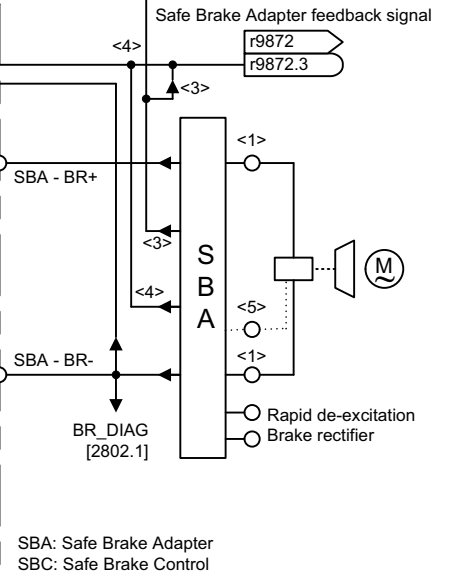 Safe Brake Adapter feedback signal
<4>
r9872
r9872.3
<3>
<1>
SBA - BR+
<3>
S
B
A
M
~
<4>
<5>
<1>
SBA - BR-
BR_DIAG
[2802.1]
Rapid de-excitation
Brake rectifier
SBA: Safe Brake Adapter
SBC: Safe Brake Control